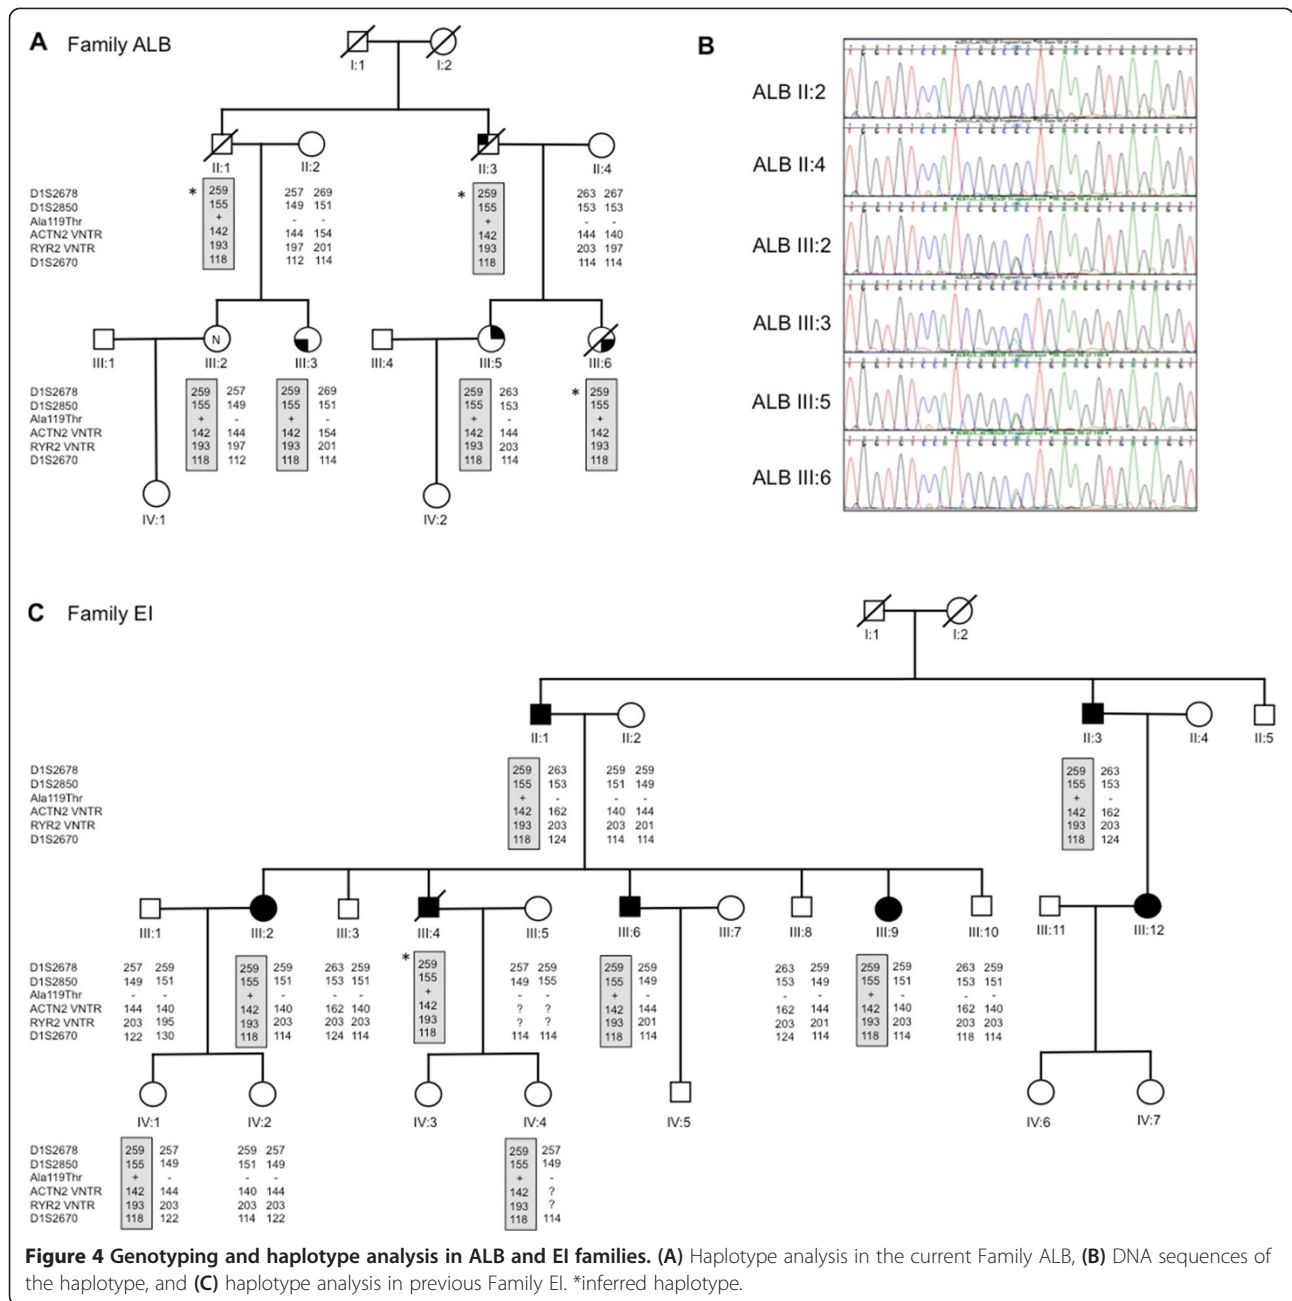 A Family ALB
I:1 I:2
II:1 II:2 II:3 II:4
D1S2678 * 259 257 269 * 259 263 267
D1S2850 155 149 151 155 153 153
Ala119Thr + - - + - -
ACTN2 VNTR 142 144 154 142 144 140
RYR2 VNTR 193 197 201 193 203 197
D1S2670 118 112 114 118 114 114
N
III:1 III:2 III:3 III:4 III:5 III:6
D1S2678 259 257 259 269 259 263 * 259
D1S2850 155 149 155 151 155 153 155
Ala119Thr + - + - + - +
ACTN2 VNTR 142 144 142 154 142 144 142
RYR2 VNTR 193 197 193 201 193 203 193
D1S2670 118 112 118 114 118 114 118
IV:1 IV:2
B
ALB II:2
ALB II:4
ALB III:2
ALB III:3
ALB III:5
ALB III:6
C Family EI
I:1 I:2
II:1 II:2 II:3 II:4 II:5
D1S2678 259 263 259 259 259 263
D1S2850 155 153 151 149 155 153
Ala119Thr + - - - + -
ACTN2 VNTR 142 162 140 144 142 162
RYR2 VNTR 193 203 203 201 193 203
D1S2670 118 124 114 114 118 124
III:1 III:2 III:3 III:4 III:5 III:6 III:7 III:8 III:9 III:10 III:11 III:12
D1S2678 257 259 259 259 263 259 * 259 257 259 259 259 263 259 259 259 263 259
D1S2850 149 151 155 151 153 151 155 149 155 155 149 153 149 155 151 153 151
Ala119Thr - - + - - - + - - + - - - + - - -
ACTN2 VNTR 144 140 142 140 162 140 142 ? ? 142 144 162 144 142 140 162 140
RYR2 VNTR 203 195 193 203 203 203 193 ? ? 193 201 203 201 193 203 203 203
D1S2670 122 130 118 114 124 114 118 114 114 118 114 124 114 118 114 118 114
IV:1 IV:2 IV:3 IV:4 IV:5 IV:6 IV:7
D1S2678 259 257 259 257 259 257
D1S2850 155 149 151 149 155 149
Ala119Thr + - - - + -
ACTN2 VNTR 142 144 140 144 142 ?
RYR2 VNTR 193 203 203 203 193 ?
D1S2670 118 122 114 122 118 114
Figure 4 Genotyping and haplotype analysis in ALB and EI families. (A) Haplotype analysis in the current Family ALB, (B) DNA sequences of
the haplotype, and (C) haplotype analysis in previous Family EI. *inferred haplotype.